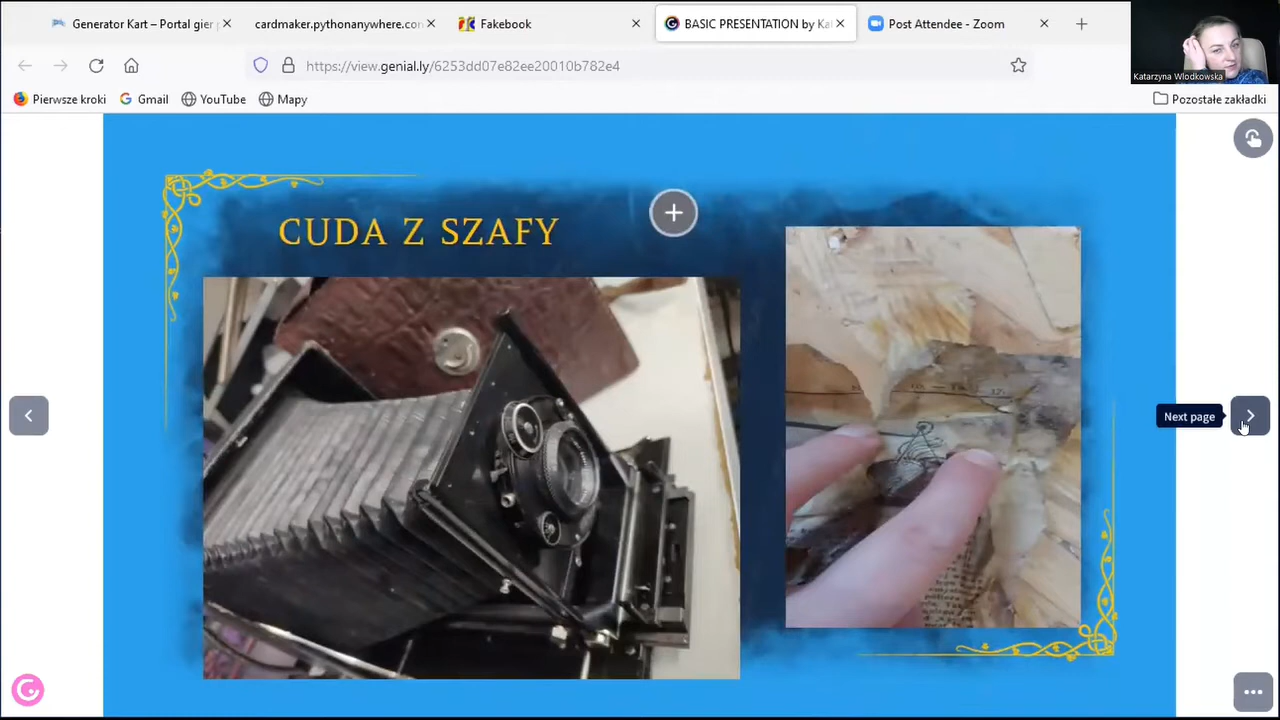 Generator Kart – Portal gier
cardmaker.pythonanywhere.con
Fakebook
BASIC PRESENTATION by Ka
Post Attendee - Zoom
https://view.genial.ly/6253dd07e82ee20010b782e4
Pierwsze kroki
Gmail
YouTube
Mapy
Pozostałe zakładki
Katarzyna Wlodkowska
CUDA Z SZAFY
Next page